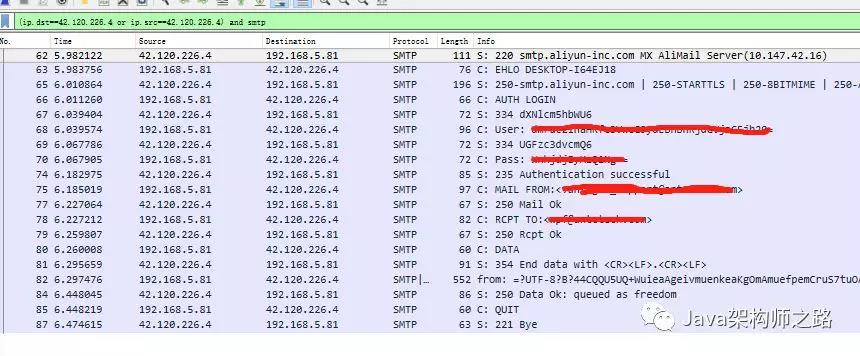 (ip.dst==42.120.226.4 or ip.src==42.120.226.4) and smtp
No. Time Source Destination Protocol Length Info
62 5.982122 42.120.226.4 192.168.5.81 SMTP 111 S: 220 smtp.aliyun-inc.com MX AliMail Server(10.147.42.16)
63 5.983756 192.168.5.81 42.120.226.4 SMTP 76 C: EHLO DESKTOP-I64EJ18
65 6.010864 42.120.226.4 192.168.5.81 SMTP 196 S: 250-smtp.aliyun-inc.com | 250-STARTTLS | 250-8BITMIME | 250-A
66 6.011260 192.168.5.81 42.120.226.4 SMTP 66 C: AUTH LOGIN
67 6.039404 42.120.226.4 192.168.5.81 SMTP 72 S: 334 dXNlcm5hbWU6
68 6.039574 192.168.5.81 42.120.226.4 SMTP 96 C: User:
69 6.067786 42.120.226.4 192.168.5.81 SMTP 72 S: 334 UGFzc3dvcmQ6
70 6.067905 192.168.5.81 42.120.226.4 SMTP 72 C: Pass:
74 6.182975 42.120.226.4 192.168.5.81 SMTP 85 S: 235 Authentication successful
75 6.185019 192.168.5.81 42.120.226.4 SMTP 97 C: MAIL FROM:<
77 6.227064 42.120.226.4 192.168.5.81 SMTP 67 S: 250 Mail Ok
78 6.227212 192.168.5.81 42.120.226.4 SMTP 82 C: RCPT TO:<
79 6.259807 42.120.226.4 192.168.5.81 SMTP 67 S: 250 Rcpt Ok
80 6.260008 192.168.5.81 42.120.226.4 SMTP 60 C: DATA
81 6.295659 42.120.226.4 192.168.5.81 SMTP 91 S: 354 End data with <CR><LF>.<CR><LF>
82 6.297476 192.168.5.81 42.120.226.4 SMTP|… 552 from:
84 6.448045 42.120.226.4 192.168.5.81 SMTP 86 S: 250 Data Ok: queued as freedom
85 6.448219 192.168.5.81 42.120.226.4 SMTP 60 C: QUIT
87 6.474615 42.120.226.4 192.168.5.81 SMTP 63 S: 221 Bye
Java架构师之路